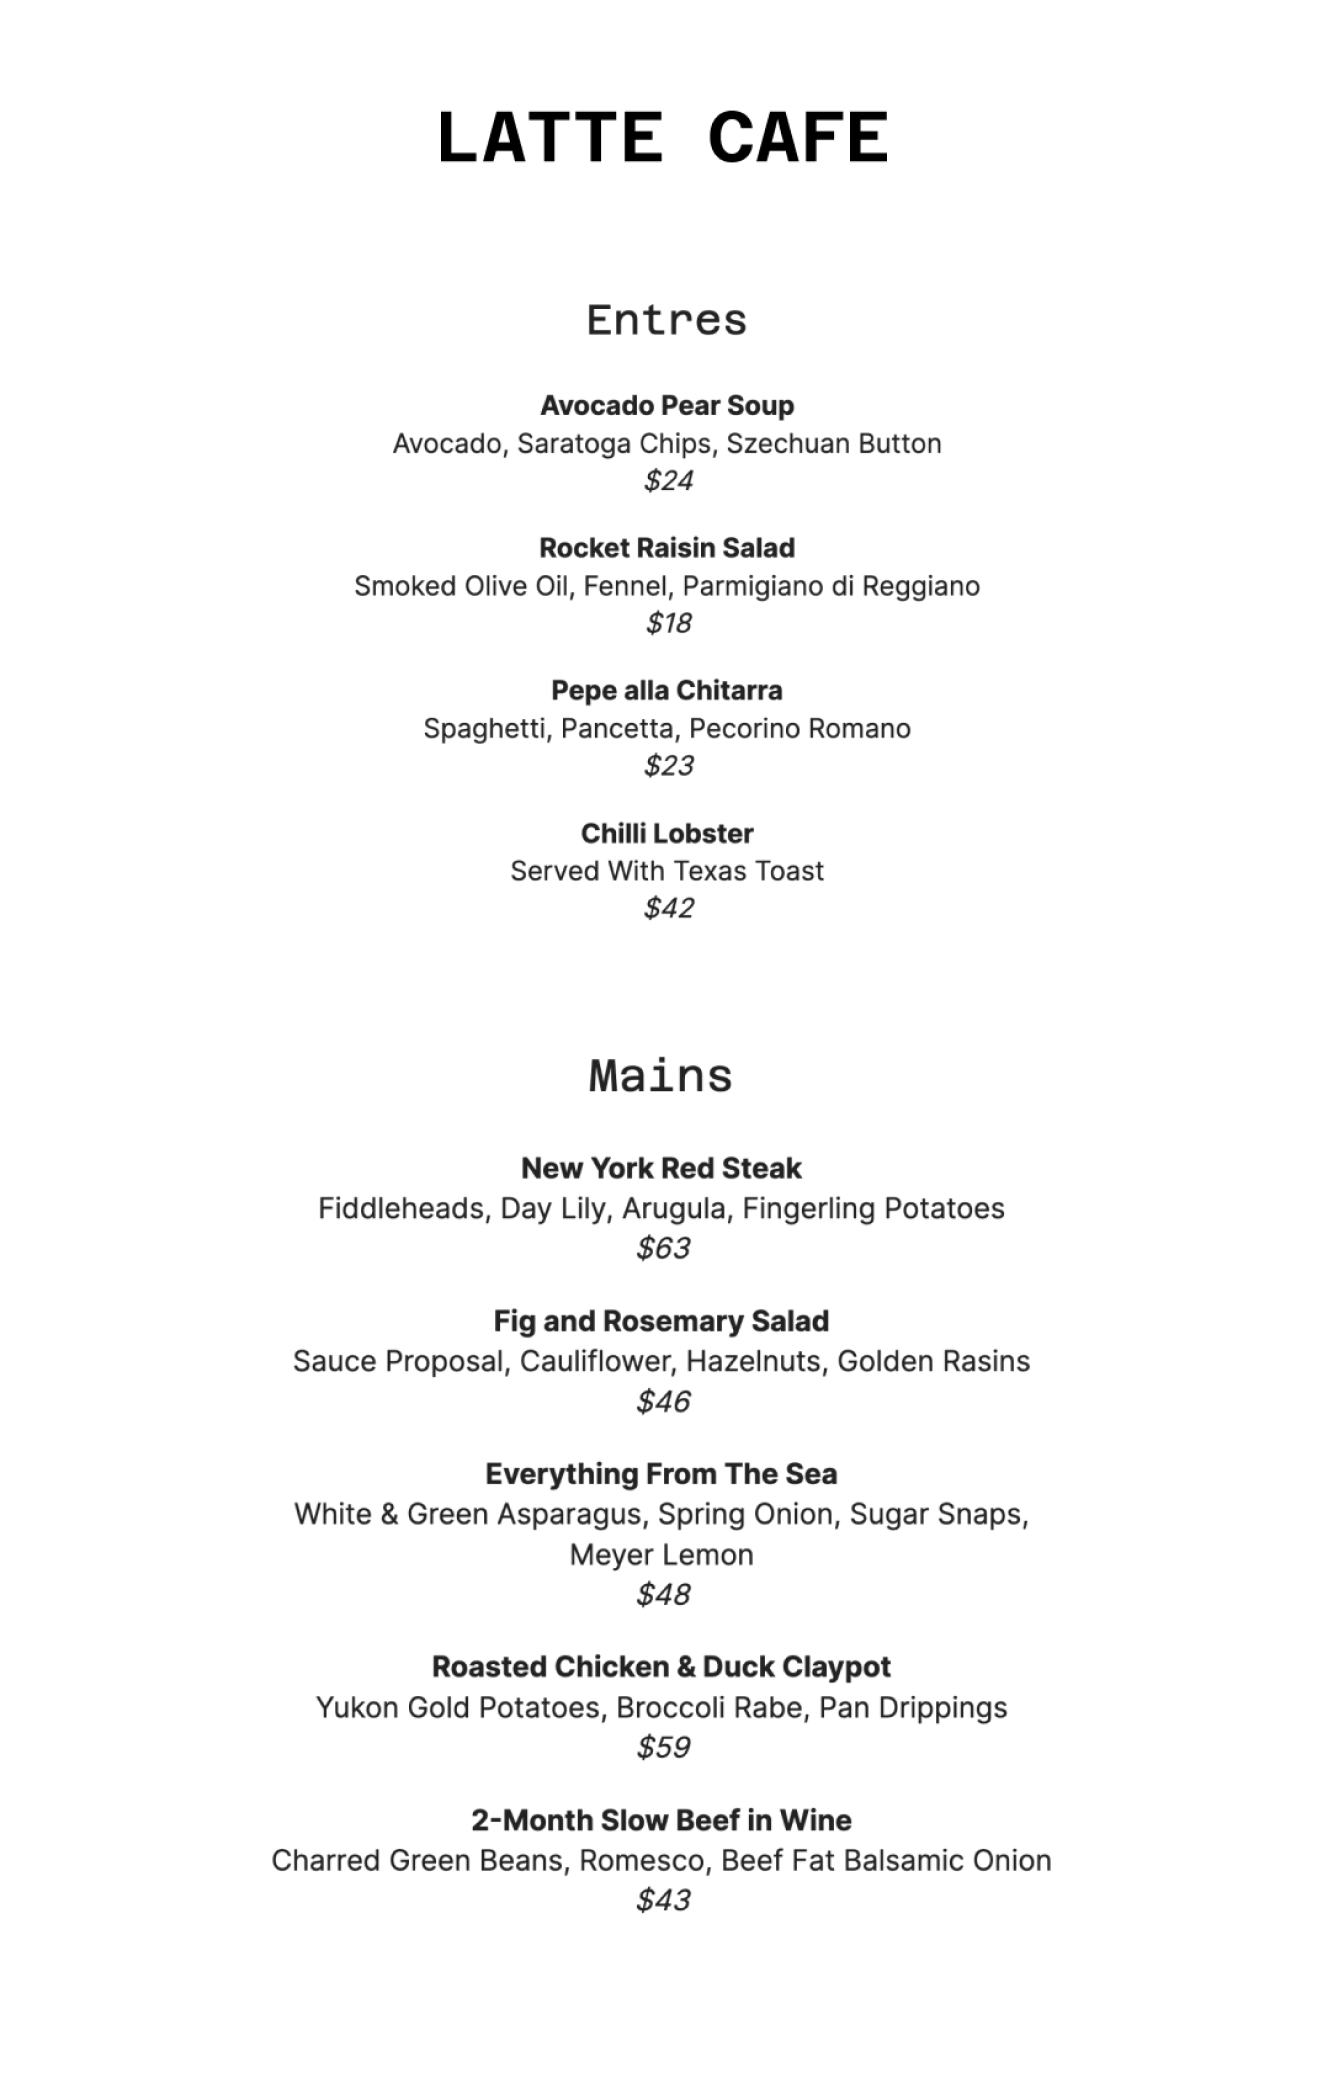 LATTE CAFE
Entres
Avocado Pear Soup
Avocado, Saratoga Chips, Szechuan Button
$24
Rocket Raisin Salad
Smoked Olive Oil, Fennel, Parmigiano di Reggiano
$18
Pepe alla Chitarra
Spaghetti, Pancetta, Pecorino Romano
$23
Chilli Lobster
Served With Texas Toast
$42
Mains
New York Red Steak
Fiddleheads, Day Lily, Arugula, Fingerling Potatoes
$63
Fig and Rosemary Salad
Sauce Proposal, Cauliflower, Hazelnuts, Golden Rasins
$46
Everything From The Sea
White & Green Asparagus, Spring Onion, Sugar Snaps,
Meyer Lemon
$48
Roasted Chicken & Duck Claypot
Yukon Gold Potatoes, Broccoli Rabe, Pan Drippings
$59
2-Month Slow Beef in Wine
Charred Green Beans, Romesco, Beef Fat Balsamic Onion
$43